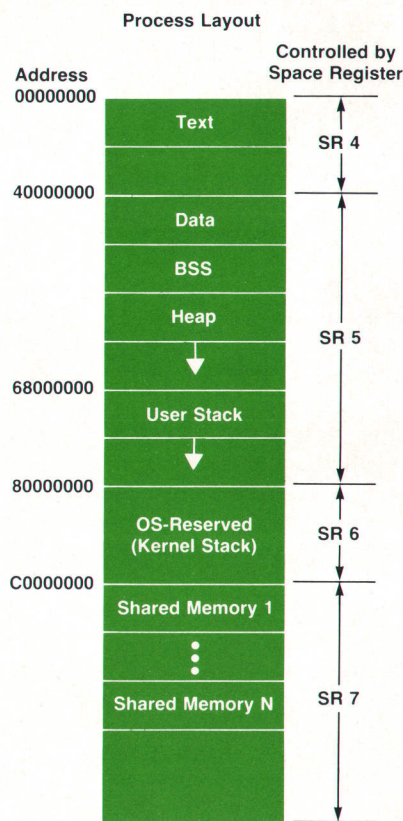 Process Layout
Controlled by
Space Register
Address
00000000
Text
SR 4
40000000
Data
BSS
Heap
SR 5
68000000
User Stack
80000000
OS-Reserved
(Kernel Stack)
SR 6
C0000000
Shared Memory 1
Shared Memory N
SR 7